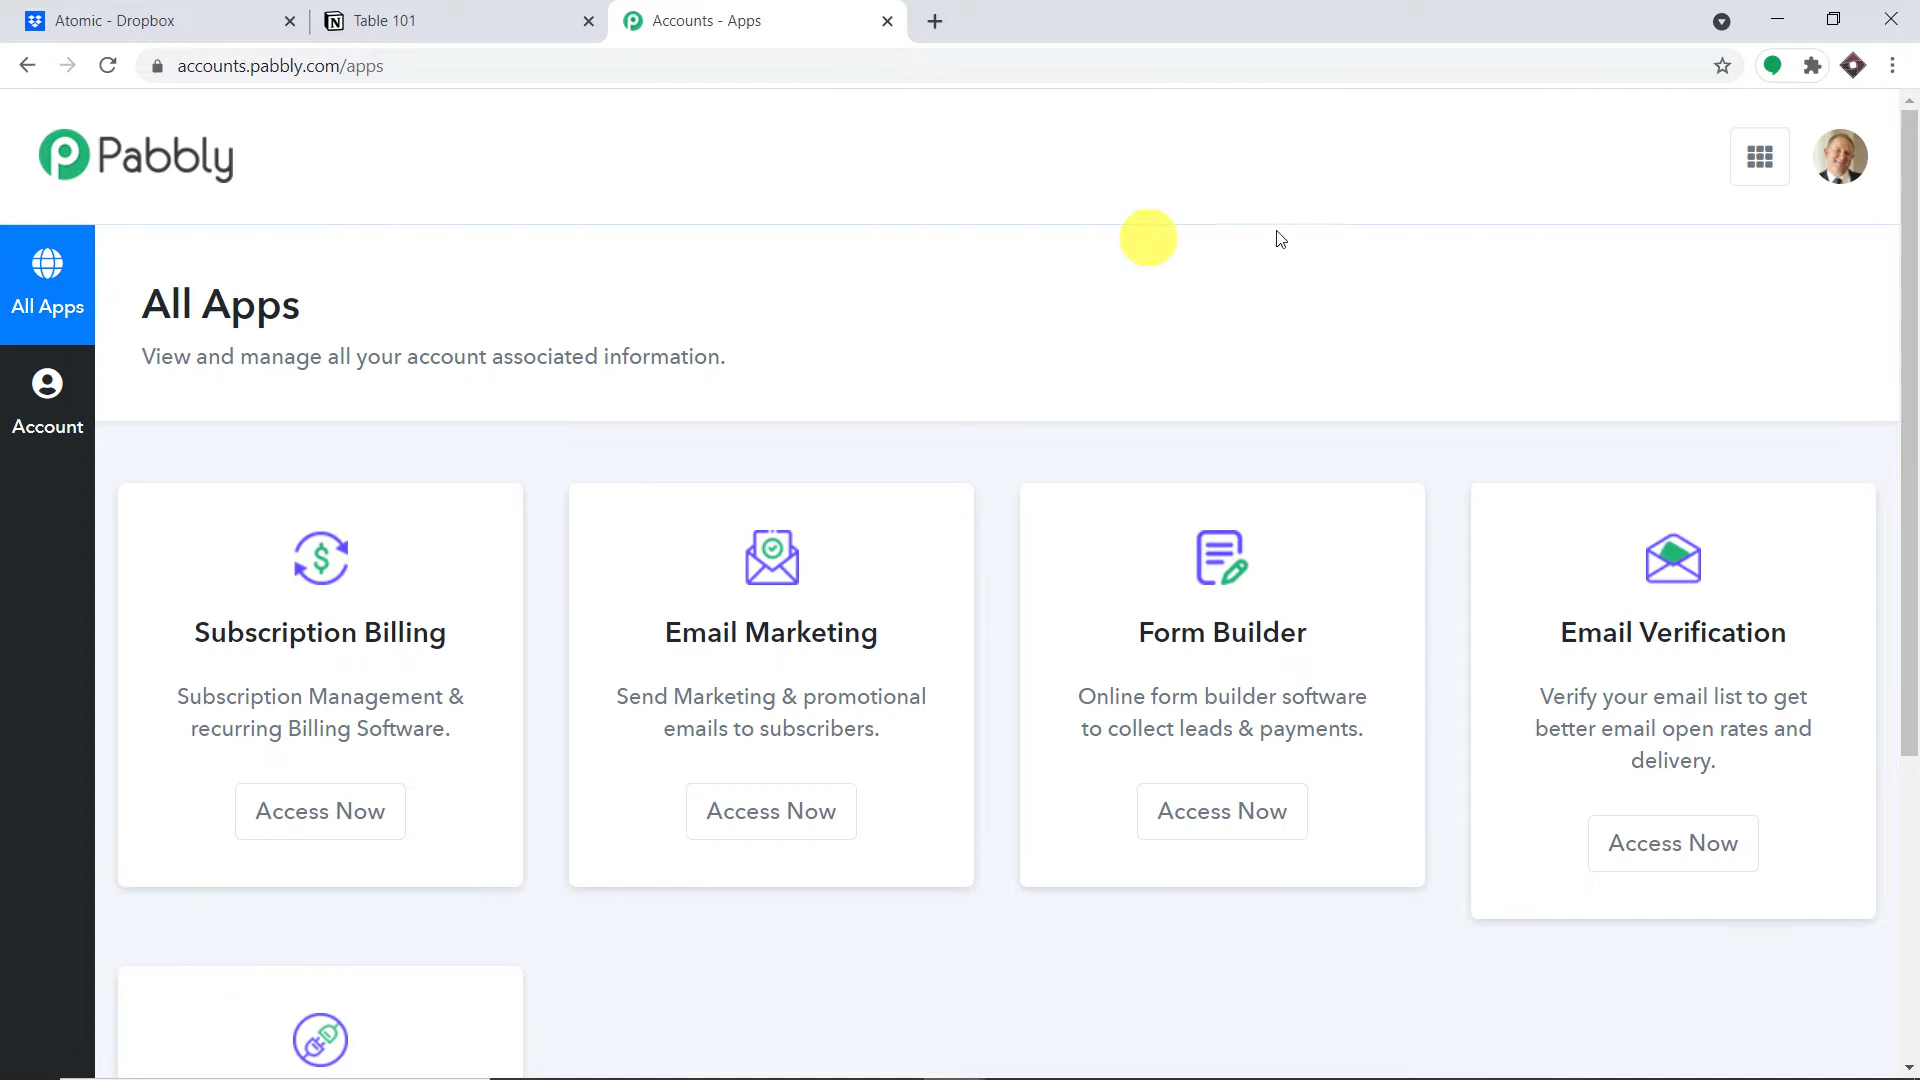 Atomic - Dropbox
Table 101
Accounts - Apps
accounts.pabbly.com/apps
Pabbly
All Apps
Account
All Apps
View and manage all your account associated information.
Subscription Billing
Subscription Management &
recurring Billing Software.
Access Now
Email Marketing
Send Marketing & promotional
emails to subscribers.
Access Now
Form Builder
Online form builder software
to collect leads & payments.
Access Now
Email Verification
Verify your email list to get
better email open rates and
delivery.
Access Now